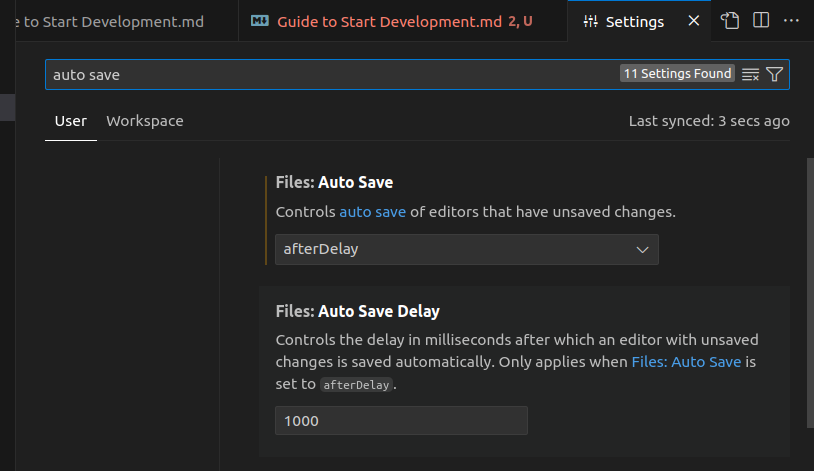 e to Start Development.md
Guide to Start Development.md 2, U
Settings
auto save
11 Settings Found
User
Workspace
Last synced: 3 secs ago
Files: Auto Save
Controls auto save of editors that have unsaved changes.
afterDelay
Files: Auto Save Delay
Controls the delay in milliseconds after which an editor with unsaved
changes is saved automatically. Only applies when Files: Auto Save is
set to afterDelay.
1000